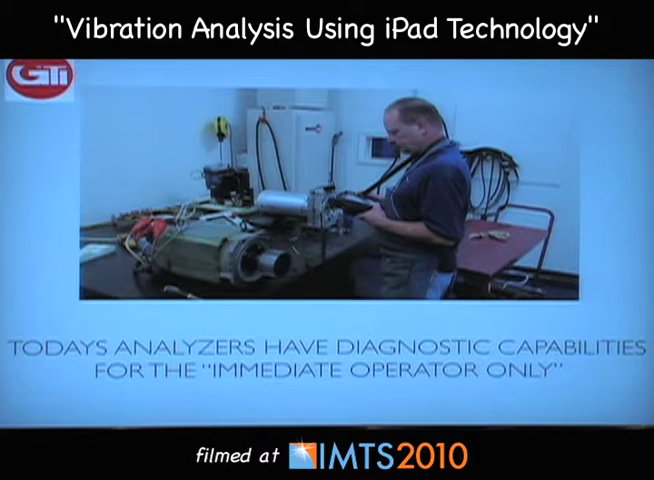 "Vibration Analysis Using iPad Technology"
GTi
TODAYS ANALYZERS HAVE DIAGNOSTIC CAPABILITIES
FOR THE "IMMEDIATE OPERATOR ONLY"
filmed at IMTS2010